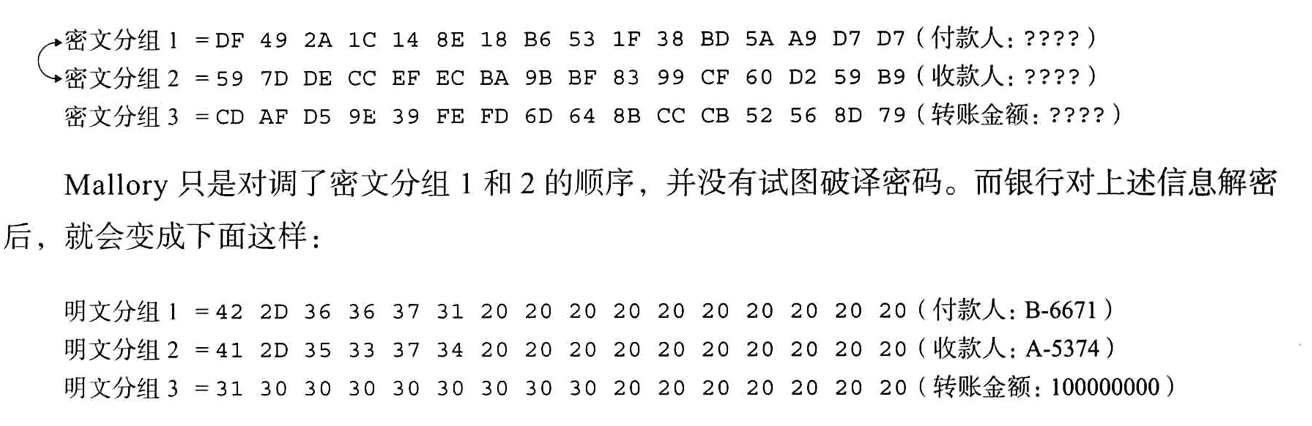 密文分组 1 = DF 49 2A 1C 14 8E 18 B6 53 1F 38 BD 5A A9 D7 D7（付款人：????）
密文分组 2 = 59 7D DE CC EF EC BA 9B BF 83 99 CF 60 D2 59 B9（收款人：????）
密文分组 3 = CD AF D5 9E 39 FE FD 6D 64 8B CC CB 52 56 8D 79（转账金额：????）
Mallory 只是对调了密文分组 1 和 2 的顺序，并没有试图破译密码。而银行对上述信息解密
后，就会变成下面这样：
明文分组 1 = 42 2D 36 36 37 31 20 20 20 20 20 20 20 20 20 20（付款人：B-6671）
明文分组 2 = 41 2D 35 33 37 34 20 20 20 20 20 20 20 20 20 20（收款人：A-5374）
明文分组 3 = 31 30 30 30 30 30 30 30 30 20 20 20 20 20 20 20（转账金额：100000000）